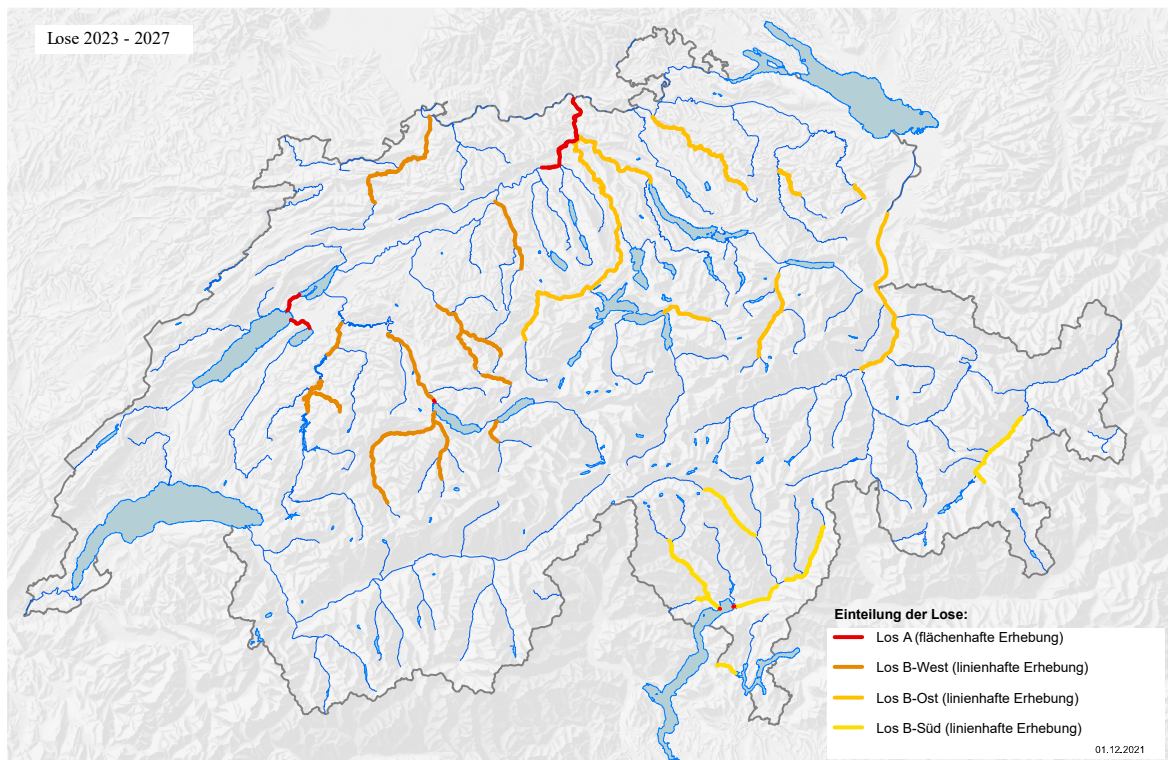 Lose 2023 - 2027
Einteilung der Lose:
Los A (flächenhafte Erhebung)
Los B-West (linienhafte Erhebung)
Los B-Ost (linienhafte Erhebung)
Los B-Süd (linienhafte Erhebung)
01.12.2021